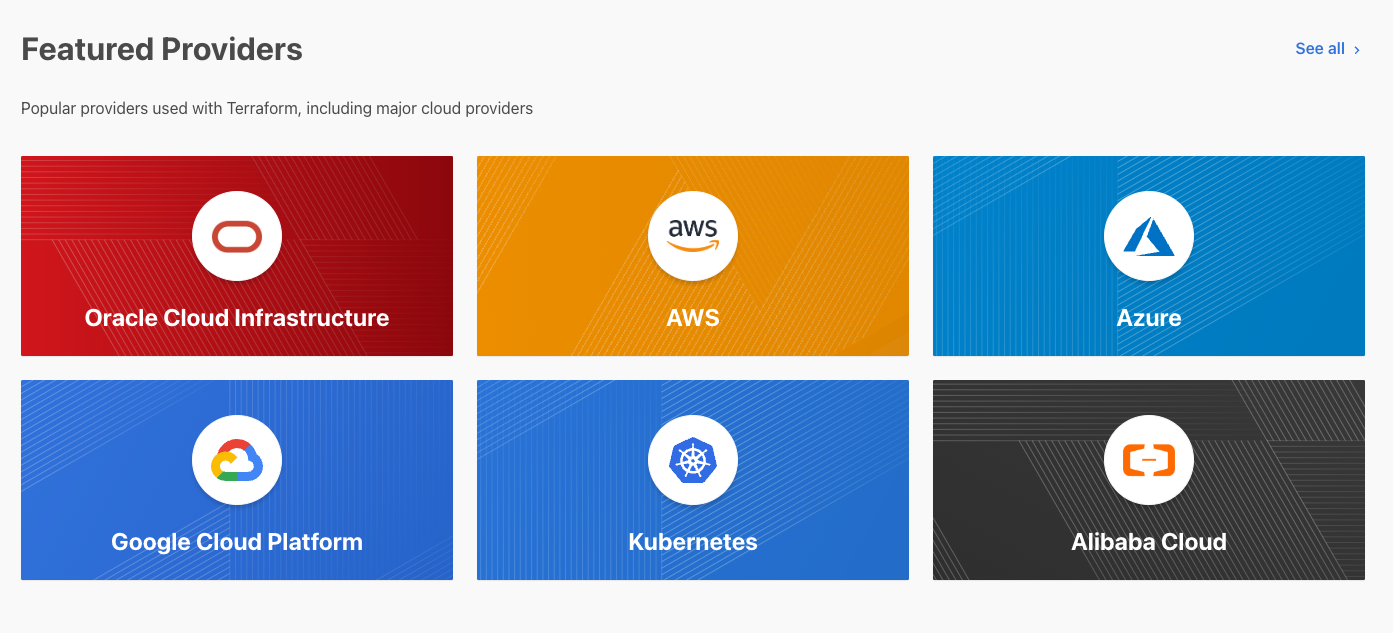 Featured Providers
See all
Popular providers used with Terraform, including major cloud providers
Oracle Cloud Infrastructure
aws
AWS
Azure
Google Cloud Platform
Kubernetes
Alibaba Cloud